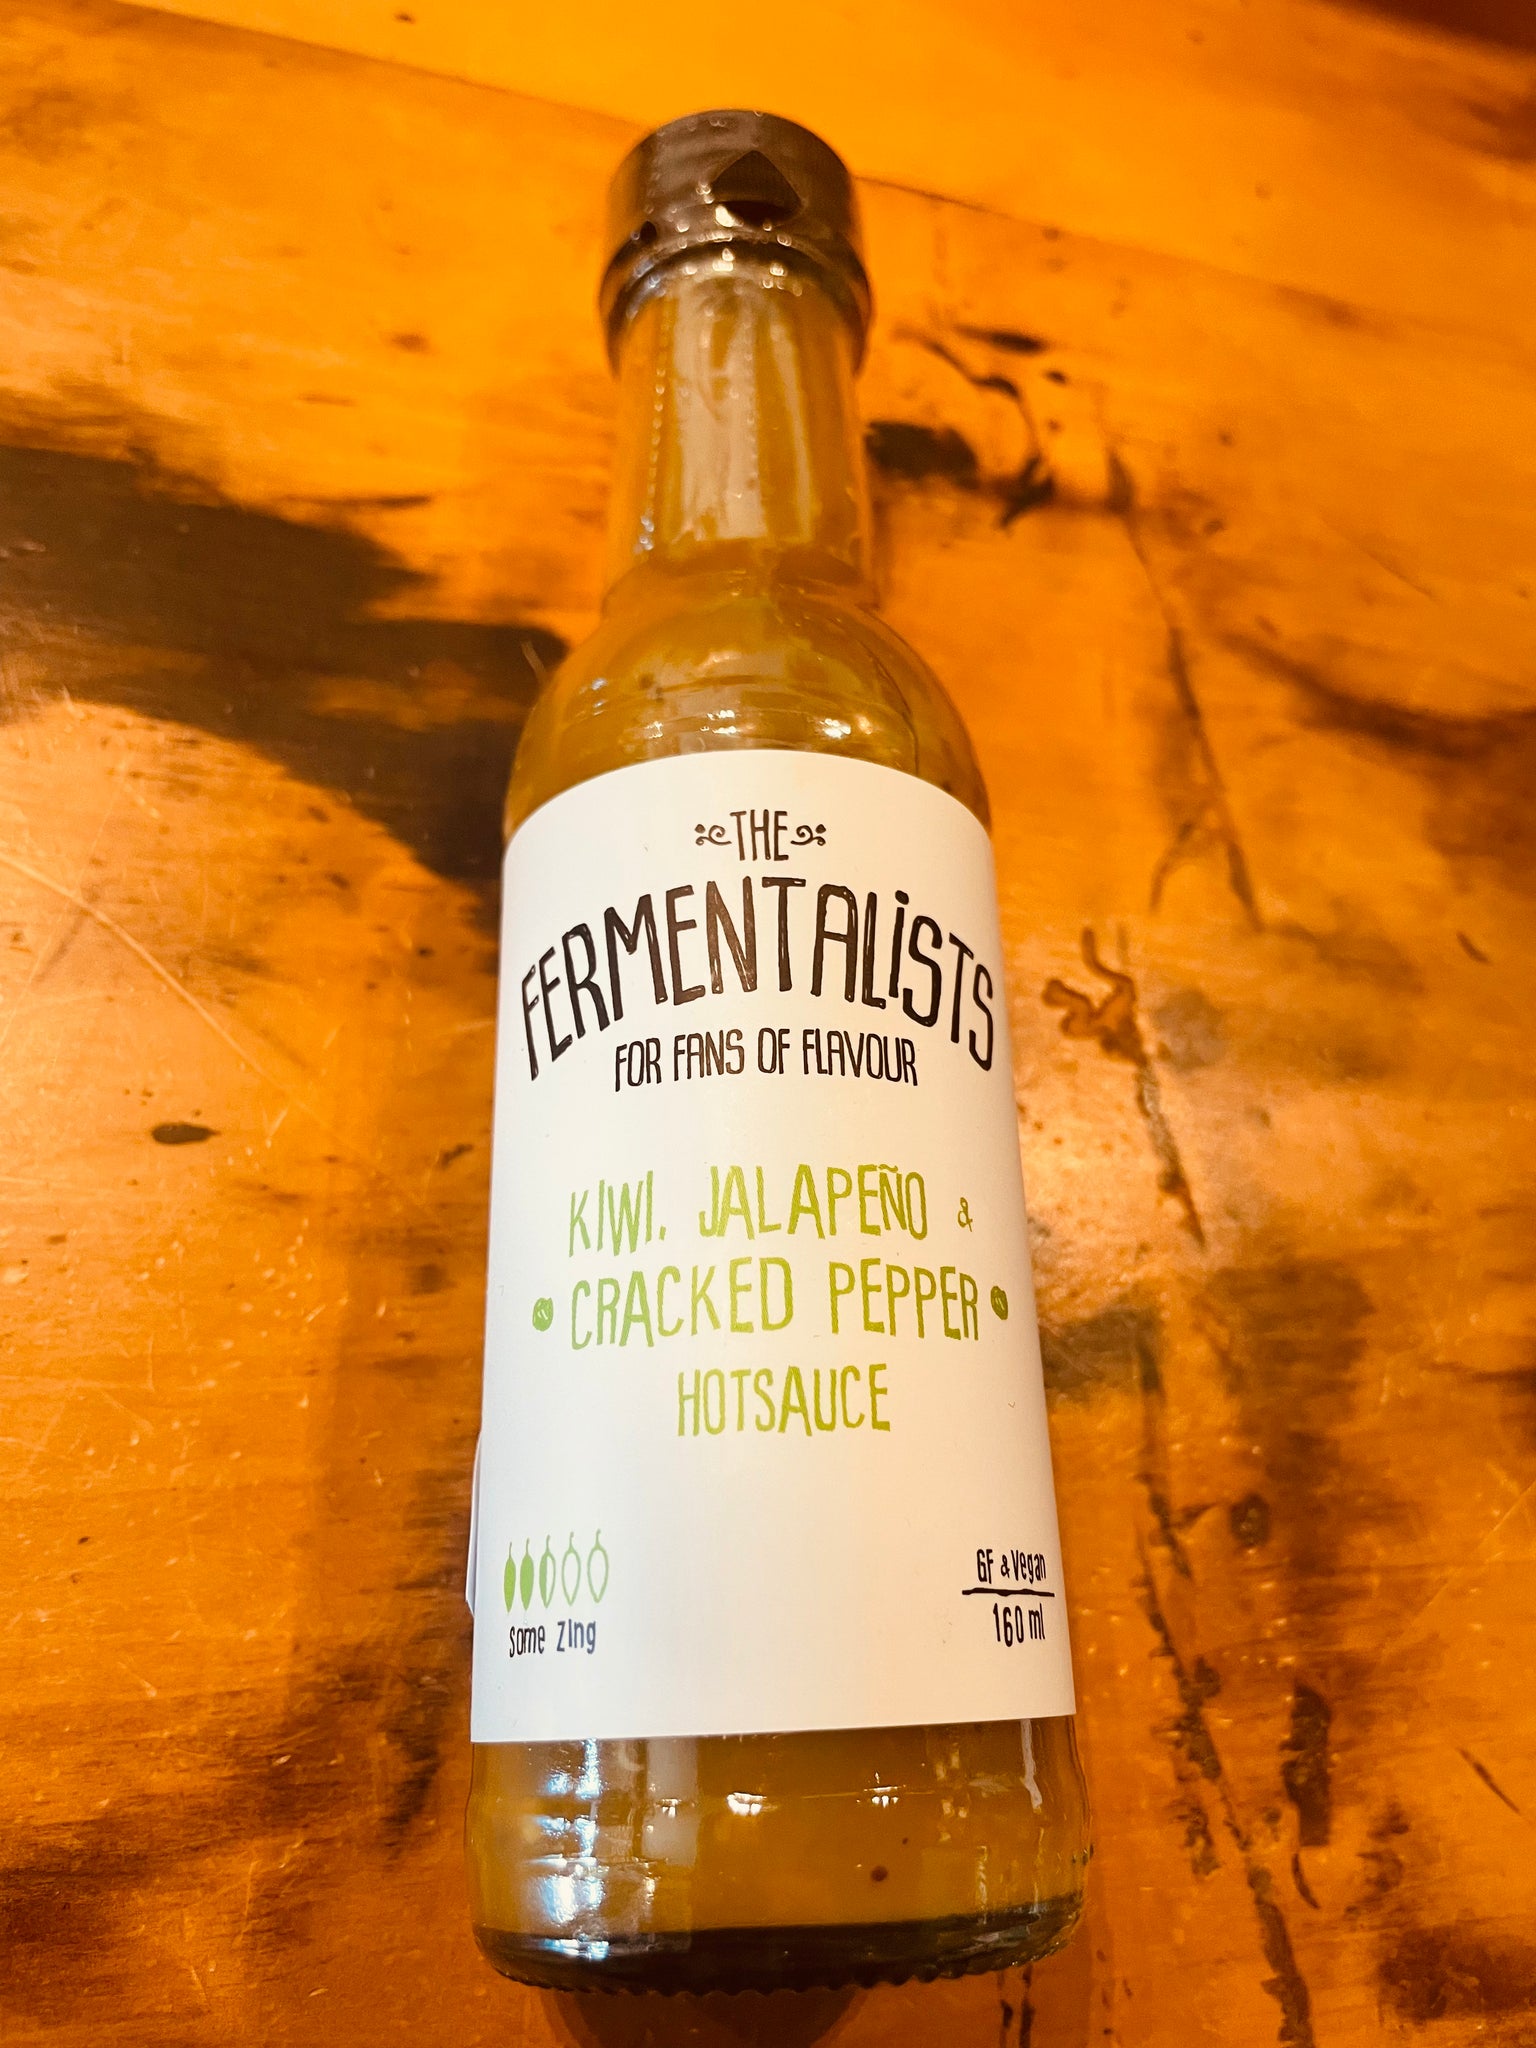 THE
FERMENTALiSTS
FOR FANS OF FLAVOUR
KIWI, JALAPEÑO &
CRACKED PEPPER
HOTSAUCE
some Zing
GF & Vegan
160 ml